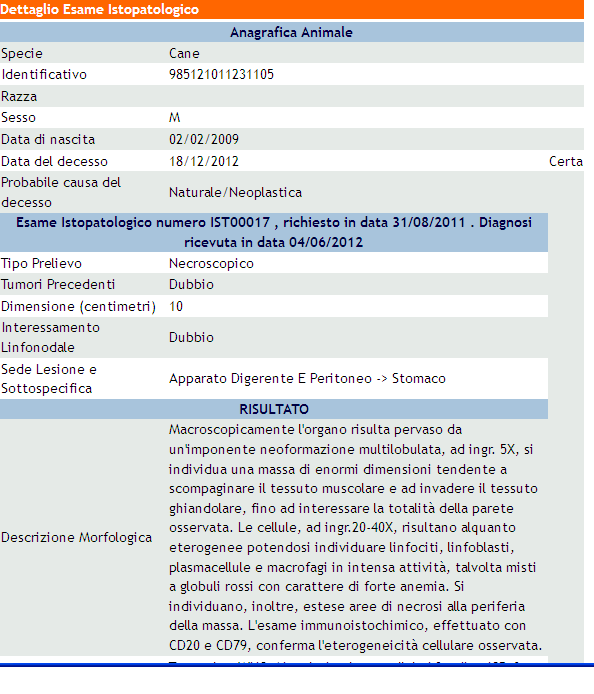 Dettaglio Esame Istopatologico
Anagrafica Animale
Specie Cane
Identificativo 985121011231105
Razza
Sesso M
Data di nascita 02/02/2009
Data del decesso 18/12/2012 Certa
Probabile causa del
decesso
Naturale/Neoplastica
Esame Istopatologico numero IST00017 , richiesto in data 31/08/2011 . Diagnosi
ricevuta in data 04/06/2012
Tipo Prelievo Necroscopico
Tumori Precedenti Dubbio
Dimensione (centimetri) 10
Interessamento
Linfonodale
Dubbio
Sede Lesione e
Sottospecifica
Apparato Digerente E Peritoneo -> Stomaco
RISULTATO
Descrizione Morfologica
Macroscopicamente l'organo risulta pervaso da
un'imponente neoformazione multilobulata, ad ingr. 5X, si
individua una massa di enormi dimensioni tendente a
scompaginare il tessuto muscolare e ad invadere il tessuto
ghiandolare, fino ad interessare la totalità della parete
osservata. Le cellule, ad ingr.20-40X, risultano alquanto
eterogenee potendosi individuare linfociti, linfoblasti,
plasmacellule e macrofagi in intensa attività, talvolta misti
a globuli rossi con carattere di forte anemia. Si
individuano, inoltre, estese aree di necrosi alla periferia
della massa. L'esame immunoistochimico, effettuato con
CD20 e CD79, conferma l'eterogeneicità cellulare osservata.